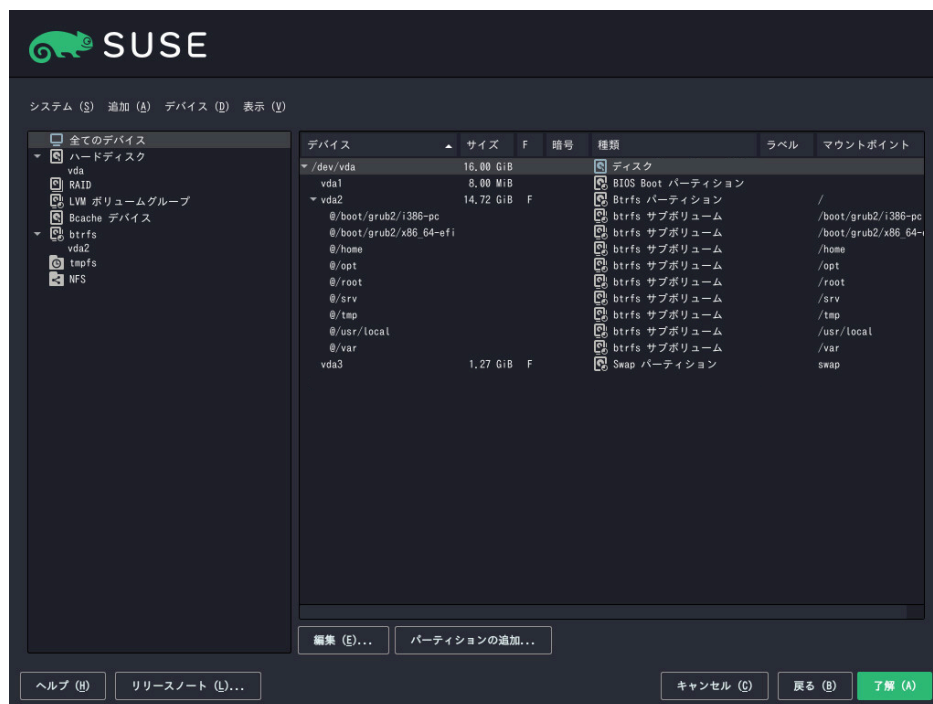 SUSE
システム (S) 追加 (A) デバイス (D) 表示 (V)
全てのデバイス
ハードディスク
vda
RAID
LVM ボリュームグループ
Bcache デバイス
btrfs
vda2
tmpfs
NFS
デバイス サイズ F 暗号 種類 ラベル マウントポイント
/dev/vda 16.00 GiB ディスク
vda1 8.00 MiB BIOS Boot パーティション
vda2 14.72 GiB F Btrfs パーティション /
@/boot/grub2/i386-pc btrfs サブボリューム /boot/grub2/i386-pc
@/boot/grub2/x86_64-efi btrfs サブボリューム /boot/grub2/x86_64-
@/home btrfs サブボリューム /home
@/opt btrfs サブボリューム /opt
@/root btrfs サブボリューム /root
@/srv btrfs サブボリューム /srv
@/tmp btrfs サブボリューム /tmp
@/usr/local btrfs サブボリューム /usr/local
@/var btrfs サブボリューム /var
vda3 1.27 GiB F Swap パーティション swap
編集 (E)... パーティションの追加...
ヘルプ (H) リリースノート (L)... キャンセル (C) 戻る (B) 了解 (A)